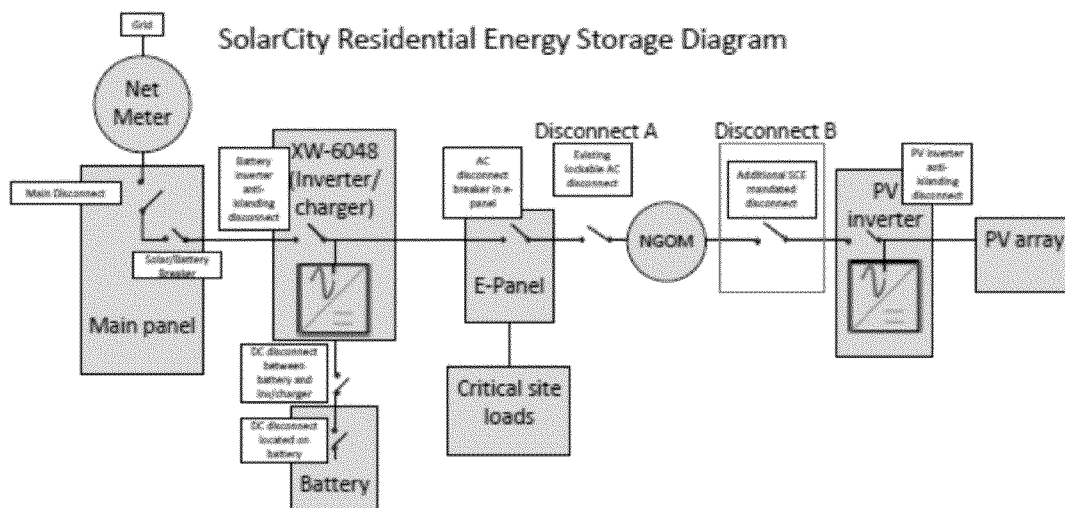 Grid
SolarCity Residential Energy Storage Diagram
Net
Meter
Disconnect A
Disconnect B
Main Disconnect
Battery
inverter
anti-
islanding
disconnect
XW-6048
(Inverter/
charger)
AC
disconnect
breaker in e-
panel
Existing
lockable AC
disconnect
Additional SCE
mandated
disconnect
PV inverter
anti-
islanding
disconnect
PV
inverter
Solar/Battery
Breaker
NGOM
PV array
E-Panel
Main panel
DC disconnect
between
battery and
Inv/charger
Critical site
loads
DC disconnect
located on
battery
Battery